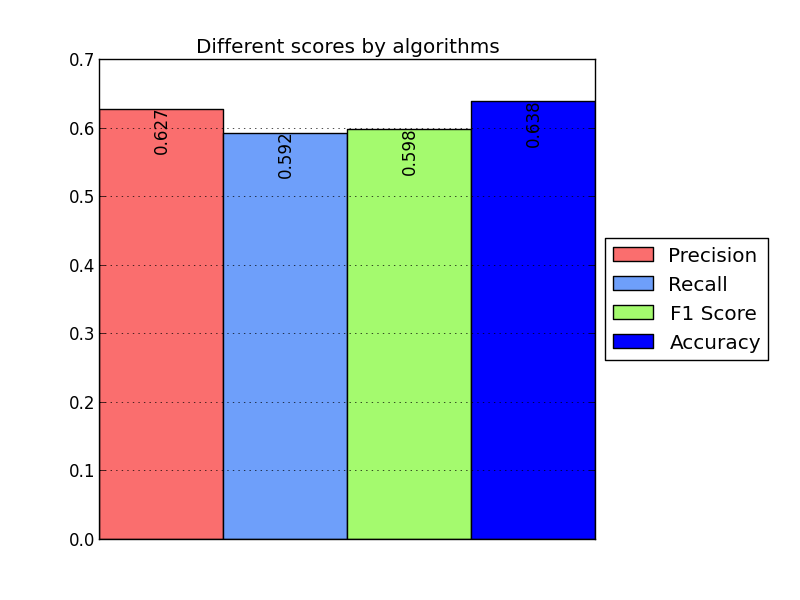 Different scores by algorithms
0.7
0.6
0.5
0.4
0.3
0.2
0.1
0.0
0.627
0.592
0.598
0.638
Precision
Recall
F1 Score
Accuracy